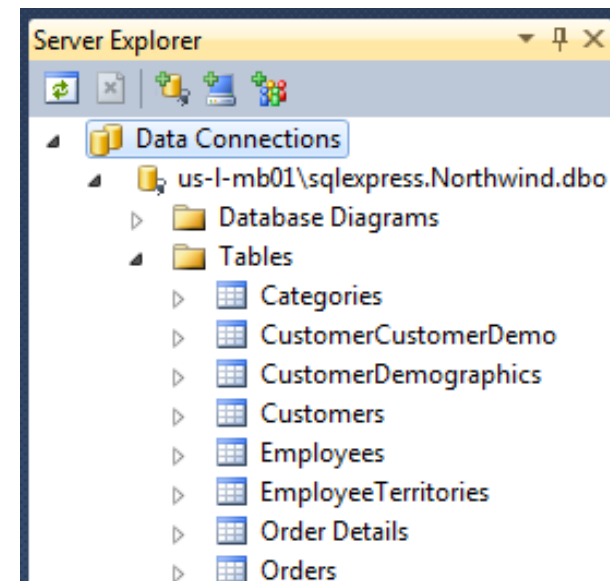 Server Explorer
Data Connections
us-l-mb01\sqlexpress.Northwind.dbo
Database Diagrams
Tables
Categories
CustomerCustomerDemo
CustomerDemographics
Customers
Employees
EmployeeTerritories
Order Details
Orders